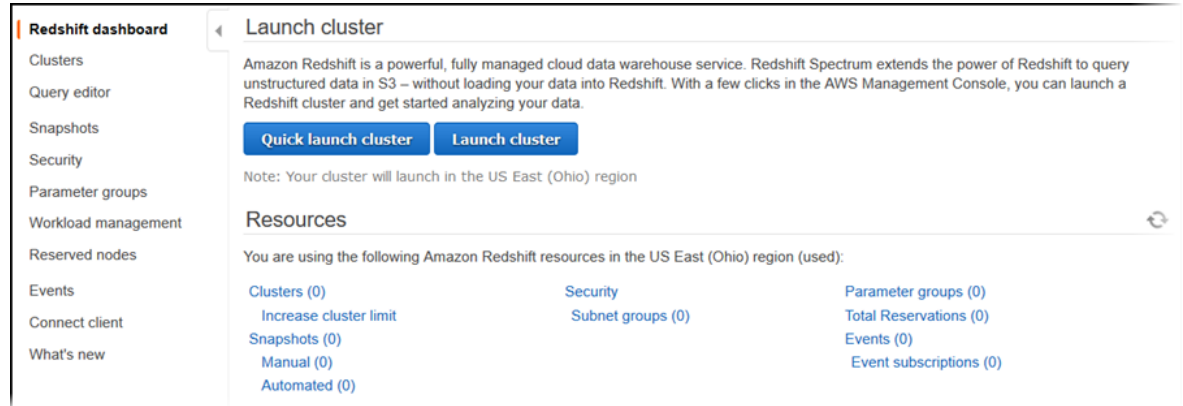 Redshift dashboard
Clusters
Query editor
Snapshots
Security
Parameter groups
Workload management
Reserved nodes
Events
Connect client
What's new
Launch cluster
Amazon Redshift is a powerful, fully managed cloud data warehouse service. Redshift Spectrum extends the power of Redshift to query
unstructured data in S3 – without loading your data into Redshift. With a few clicks in the AWS Management Console, you can launch a
Redshift cluster and get started analyzing your data.
Quick launch cluster
Launch cluster
Note: Your cluster will launch in the US East (Ohio) region
Resources
You are using the following Amazon Redshift resources in the US East (Ohio) region (used):
Clusters (0)
Increase cluster limit
Snapshots (0)
Manual (0)
Automated (0)
Security
Subnet groups (0)
Parameter groups (0)
Total Reservations (0)
Events (0)
Event subscriptions (0)